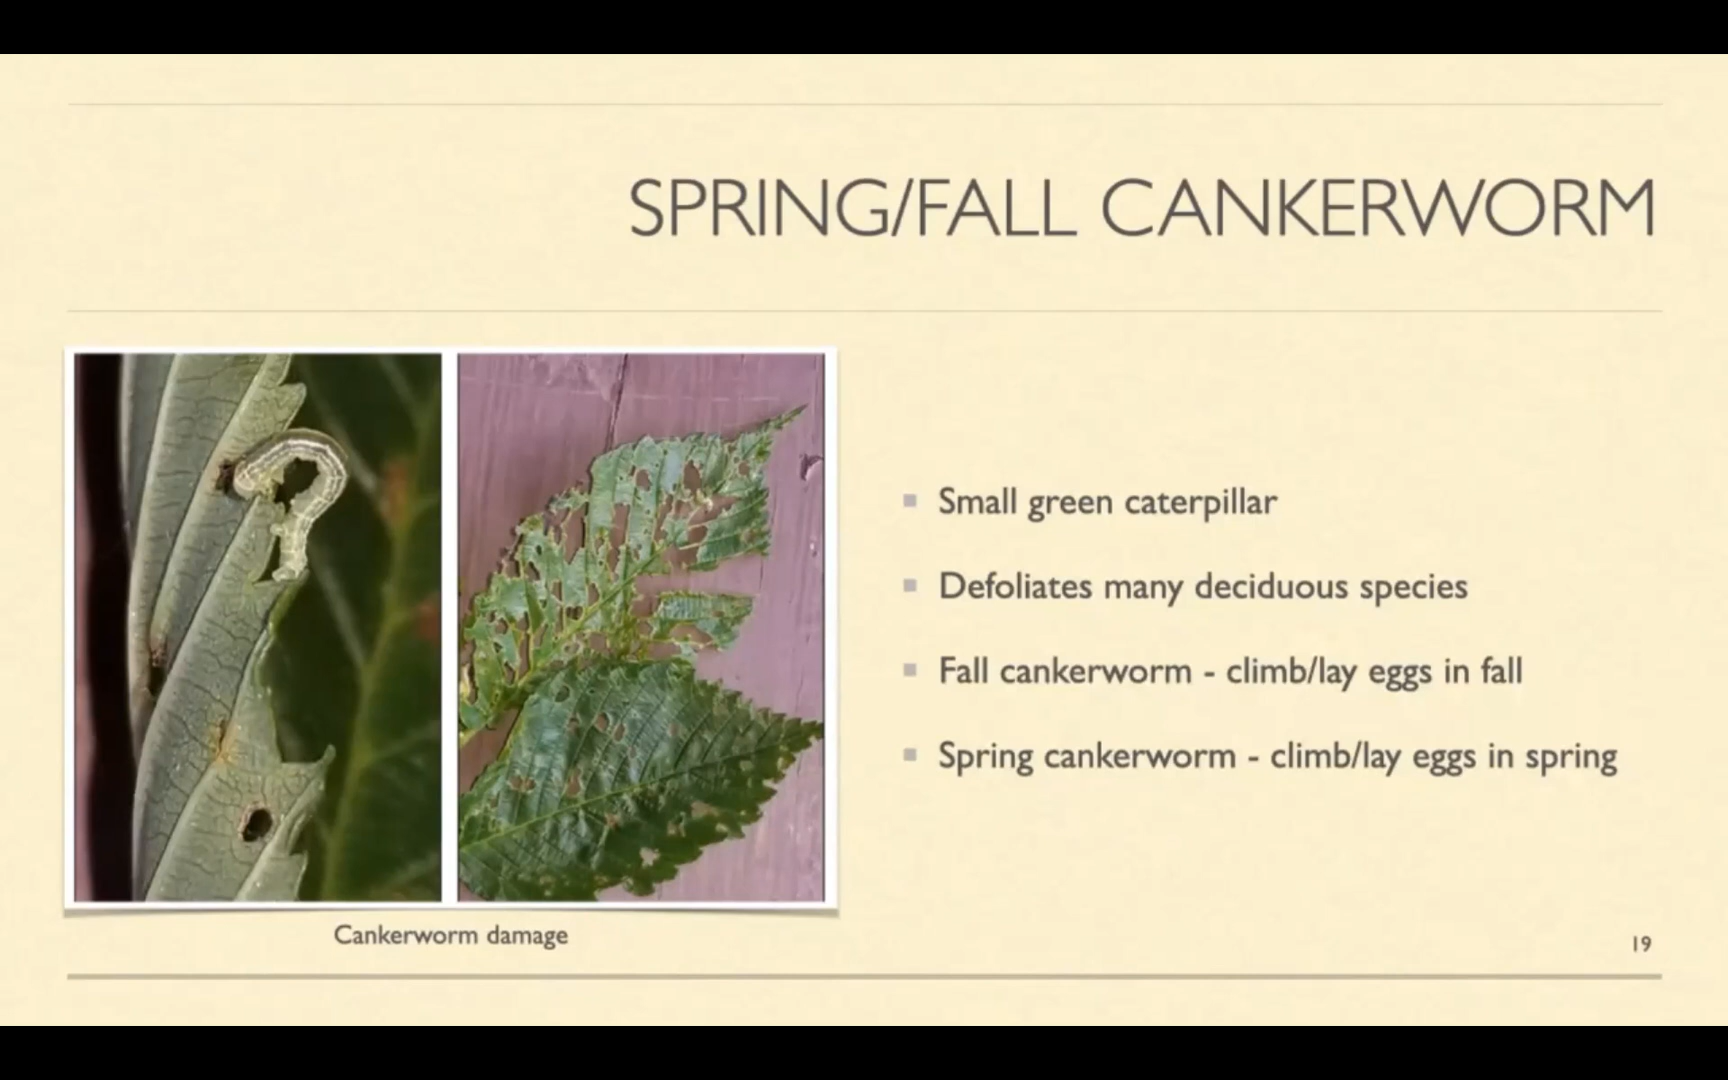 SPRING/FALL CANKERWORM
Small green caterpillar
Defoliates many deciduous species
Fall cankerworm - climb/lay eggs in fall
Spring cankerworm - climb/lay eggs in spring
Cankerworm damage
19